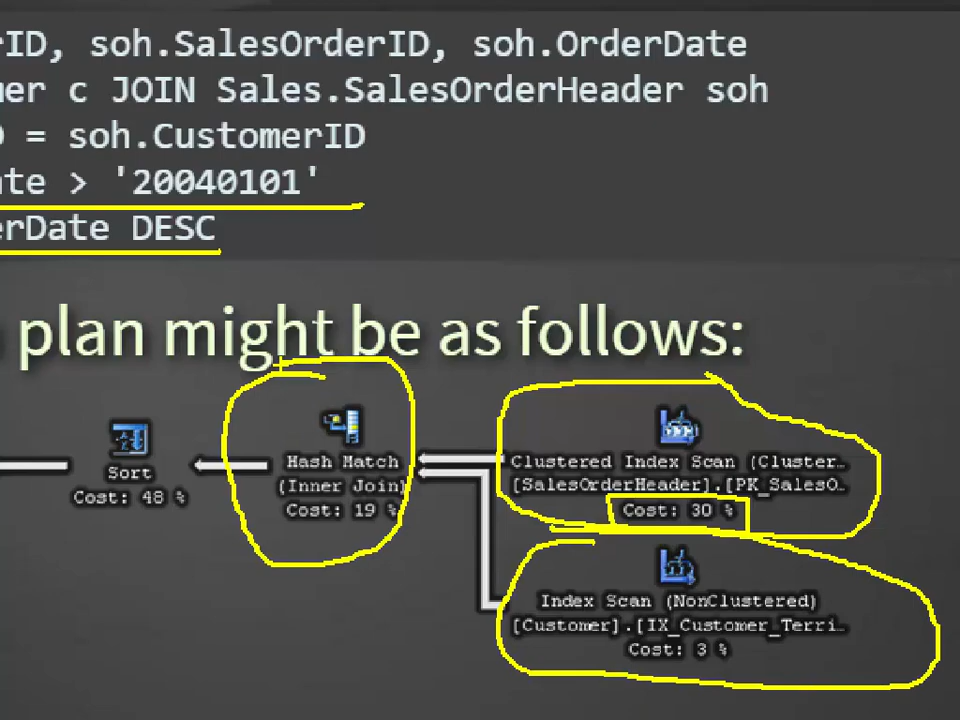 rID, soh.SalesOrderID, soh.OrderDate
er c JOIN Sales.SalesOrderHeader soh
= soh.CustomerID
ate > '20040101'
erDate DESC
plan might be as follows:
Sort
Cost: 48 %
Hash Match
(Inner Join)
Cost: 19 %
Clustered Index Scan (Cluster…
[SalesOrderHeader].[PK_SalesO…
Cost: 30 %
Index Scan (NonClustered)
[Customer].[IX_Customer_Terri…
Cost: 3 %